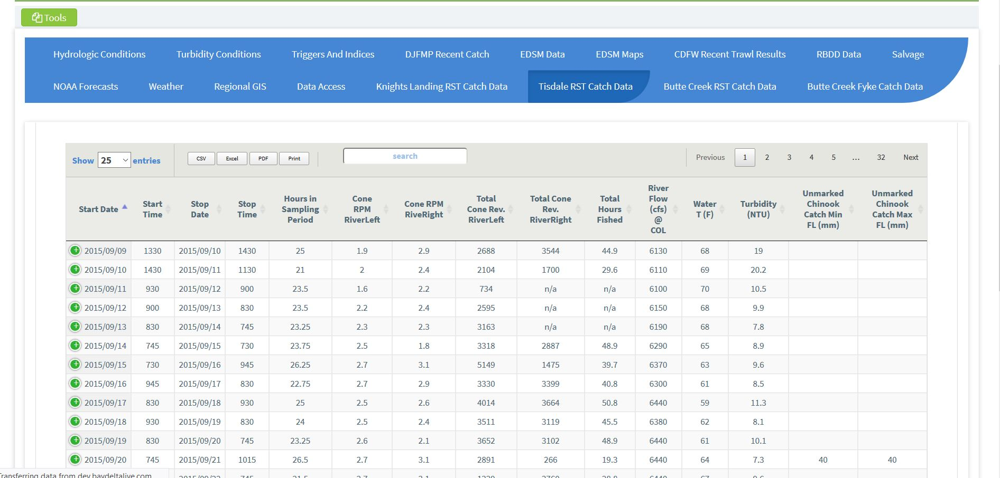 Tools
Hydrologic Conditions Turbidity Conditions Triggers And Indices DJFMP Recent Catch EDSM Data EDSM Maps CDFW Recent Trawl Results RBDD Data Salvage
NOAA Forecasts Weather Regional GIS Data Access Knights Landing RST Catch Data Tisdale RST Catch Data Butte Creek RST Catch Data Butte Creek Fyke Catch Data
Show 25 entries CSV Excel PDF Print search Previous 1 2 3 4 5 ... 32 Next
Start Date Start Time Stop Date Stop Time Hours in Sampling Period Cone RPM RiverLeft Cone RPM RiveRight Total Cone Rev. RiverLeft Total Cone Rev. RiverRight Total Hours Fished River Flow (cfs) @ COL Water T (F) Turbidity (NTU) Unmarked Chinook Catch Min FL (mm) Unmarked Chinook Catch Max FL (mm)
2015/09/09 1330 2015/09/10 1430 25 1.9 2.9 2688 3544 44.9 6130 68 19
2015/09/10 1430 2015/09/11 1130 21 2 2.4 2104 1700 29.6 6110 69 20.2
2015/09/11 930 2015/09/12 900 23.5 1.6 2.2 734 n/a n/a 6100 70 10.5
2015/09/12 900 2015/09/13 830 23.5 2.2 2.4 2595 n/a n/a 6150 68 9.9
2015/09/13 830 2015/09/14 745 23.25 2.3 2.3 3163 n/a n/a 6190 68 7.8
2015/09/14 745 2015/09/15 730 23.75 2.5 1.8 3318 2887 48.9 6290 65 8.9
2015/09/15 730 2015/09/16 945 26.25 2.7 3.1 5149 1475 39.7 6370 63 9.6
2015/09/16 945 2015/09/17 830 22.75 2.7 2.9 3330 3399 40.8 6300 61 8.5
2015/09/17 830 2015/09/18 930 25 2.5 2.6 4014 3664 50.8 6440 59 11.3
2015/09/18 930 2015/09/19 830 24 2.5 2.4 3511 3119 45.5 6380 62 8.1
2015/09/19 830 2015/09/20 745 23.25 2.6 2.1 3652 3102 48.9 6440 61 10.1
2015/09/20 745 2015/09/21 1015 26.5 2.7 3.1 2891 266 19.3 6440 64 7.3 40 40
Transferring data from dev.baydeltalive.com